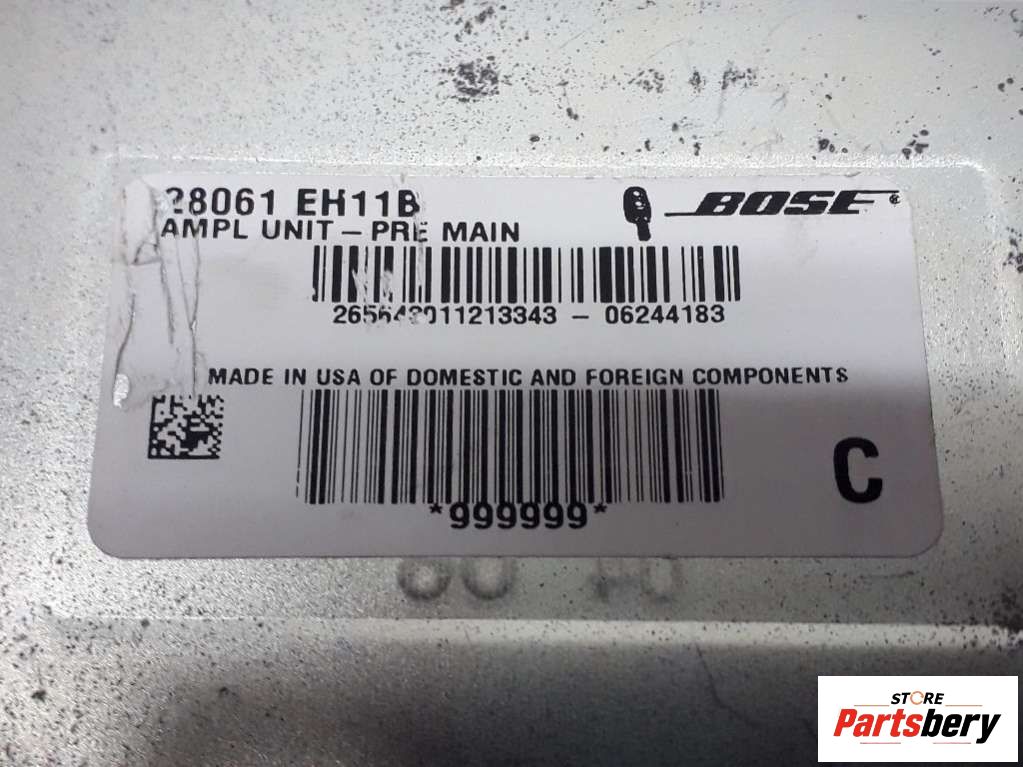 28061 EH11B
BOSE
AMPL UNIT – PRE MAIN
265643011213343 – 06244183
MADE IN USA OF DOMESTIC AND FOREIGN COMPONENTS
C
*999999*
STORE
Partsbery